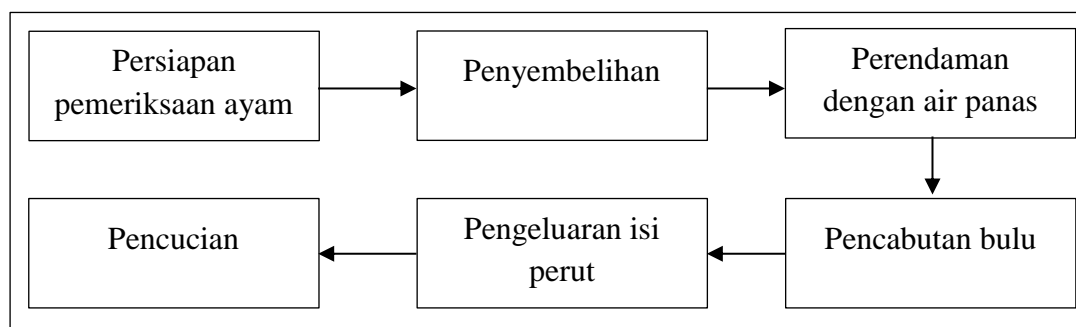 Persiapan
pemeriksaan ayam
Penyembelihan
Perendaman
dengan air panas
Pencabutan bulu
Pengeluaran isi
perut
Pencucian